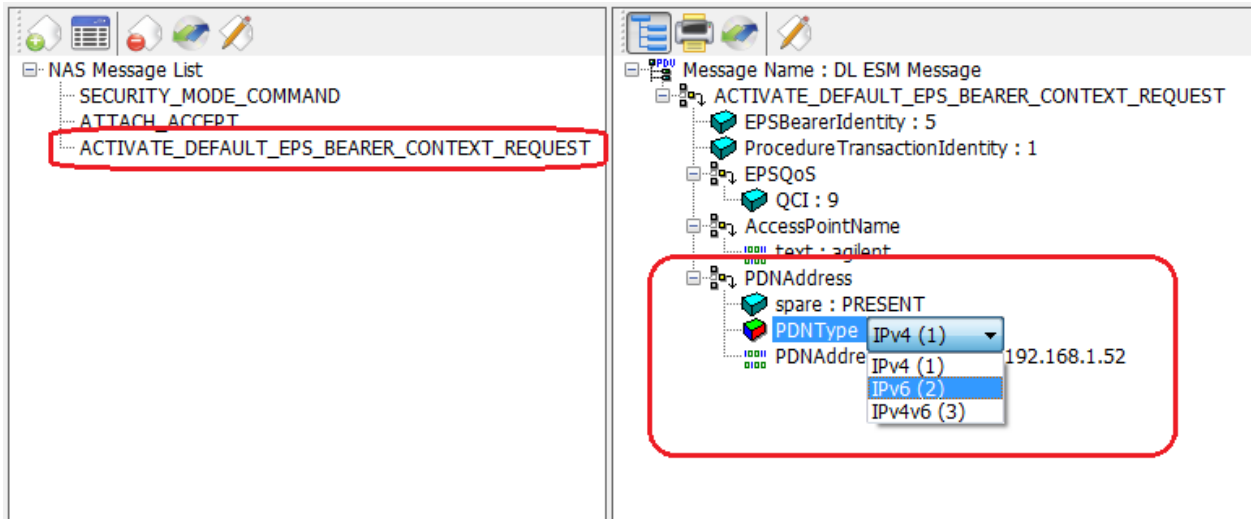 NAS Message List
SECURITY_MODE_COMMAND
ATTACH_ACCEPT
ACTIVATE_DEFAULT_EPS_BEARER_CONTEXT_REQUEST
Message Name : DL ESM Message
ACTIVATE_DEFAULT_EPS_BEARER_CONTEXT_REQUEST
EPSBearerIdentity : 5
ProcedureTransactionIdentity : 1
EPSQoS
QCI : 9
AccessPointName
text : agilent
PDNAddress
spare : PRESENT
PDNType IPv4 (1)
PDNAddre 192.168.1.52
IPv4 (1)
IPv6 (2)
IPv4v6 (3)